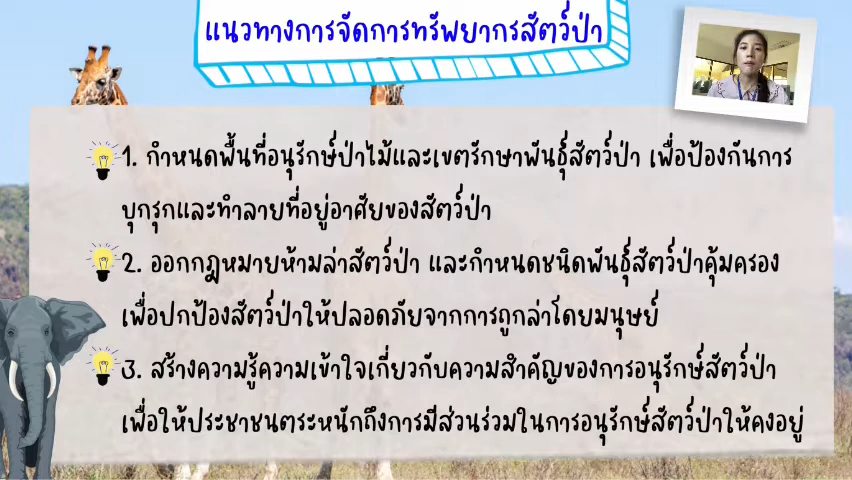 แนวทางการจัดการทรัพยากรสัตว์ป่า
1. กำหนดพื้นที่อนุรักษ์ป่าไม้และเขตรักษาพันธุ์สัตว์ป่า เพื่อป้องกันการ
บุกรุกและทำลายที่อยู่อาศัยของสัตว์ป่า
2. ออกกฎหมายห้ามล่าสัตว์ป่า และกำหนดชนิดพันธุ์สัตว์ป่าคุ้มครอง
เพื่อปกป้องสัตว์ป่าให้ปลอดภัยจากการถูกล่าโดยมนุษย์
3. สร้างความรู้ความเข้าใจเกี่ยวกับความสำคัญของการอนุรักษ์สัตว์ป่า
เพื่อให้ประชาชนตระหนักถึงการมีส่วนร่วมในการอนุรักษ์สัตว์ป่าให้คงอยู่